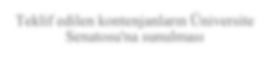 Teklif edilen kontenjanların Üniversite
Senatosu'na sunulması